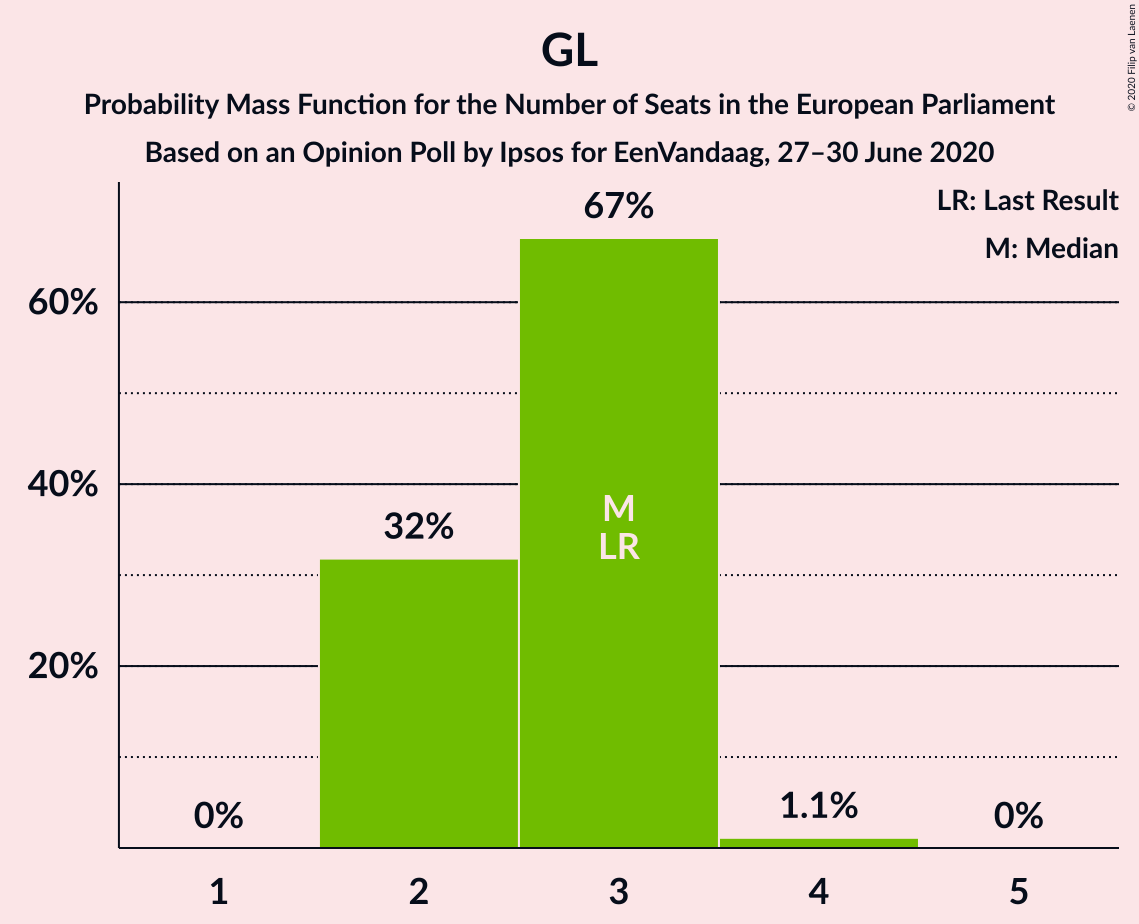 GL
Probability Mass Function for the Number of Seats in the European Parliament
Based on an Opinion Poll by Ipsos for EenVandaag, 27–30 June 2020
© 2020 Filip van Laenen
LR: Last Result
M: Median
67%
60%
40%
M
32%
LR
20%
0%
1.1%
0%
1 2 3 4 5